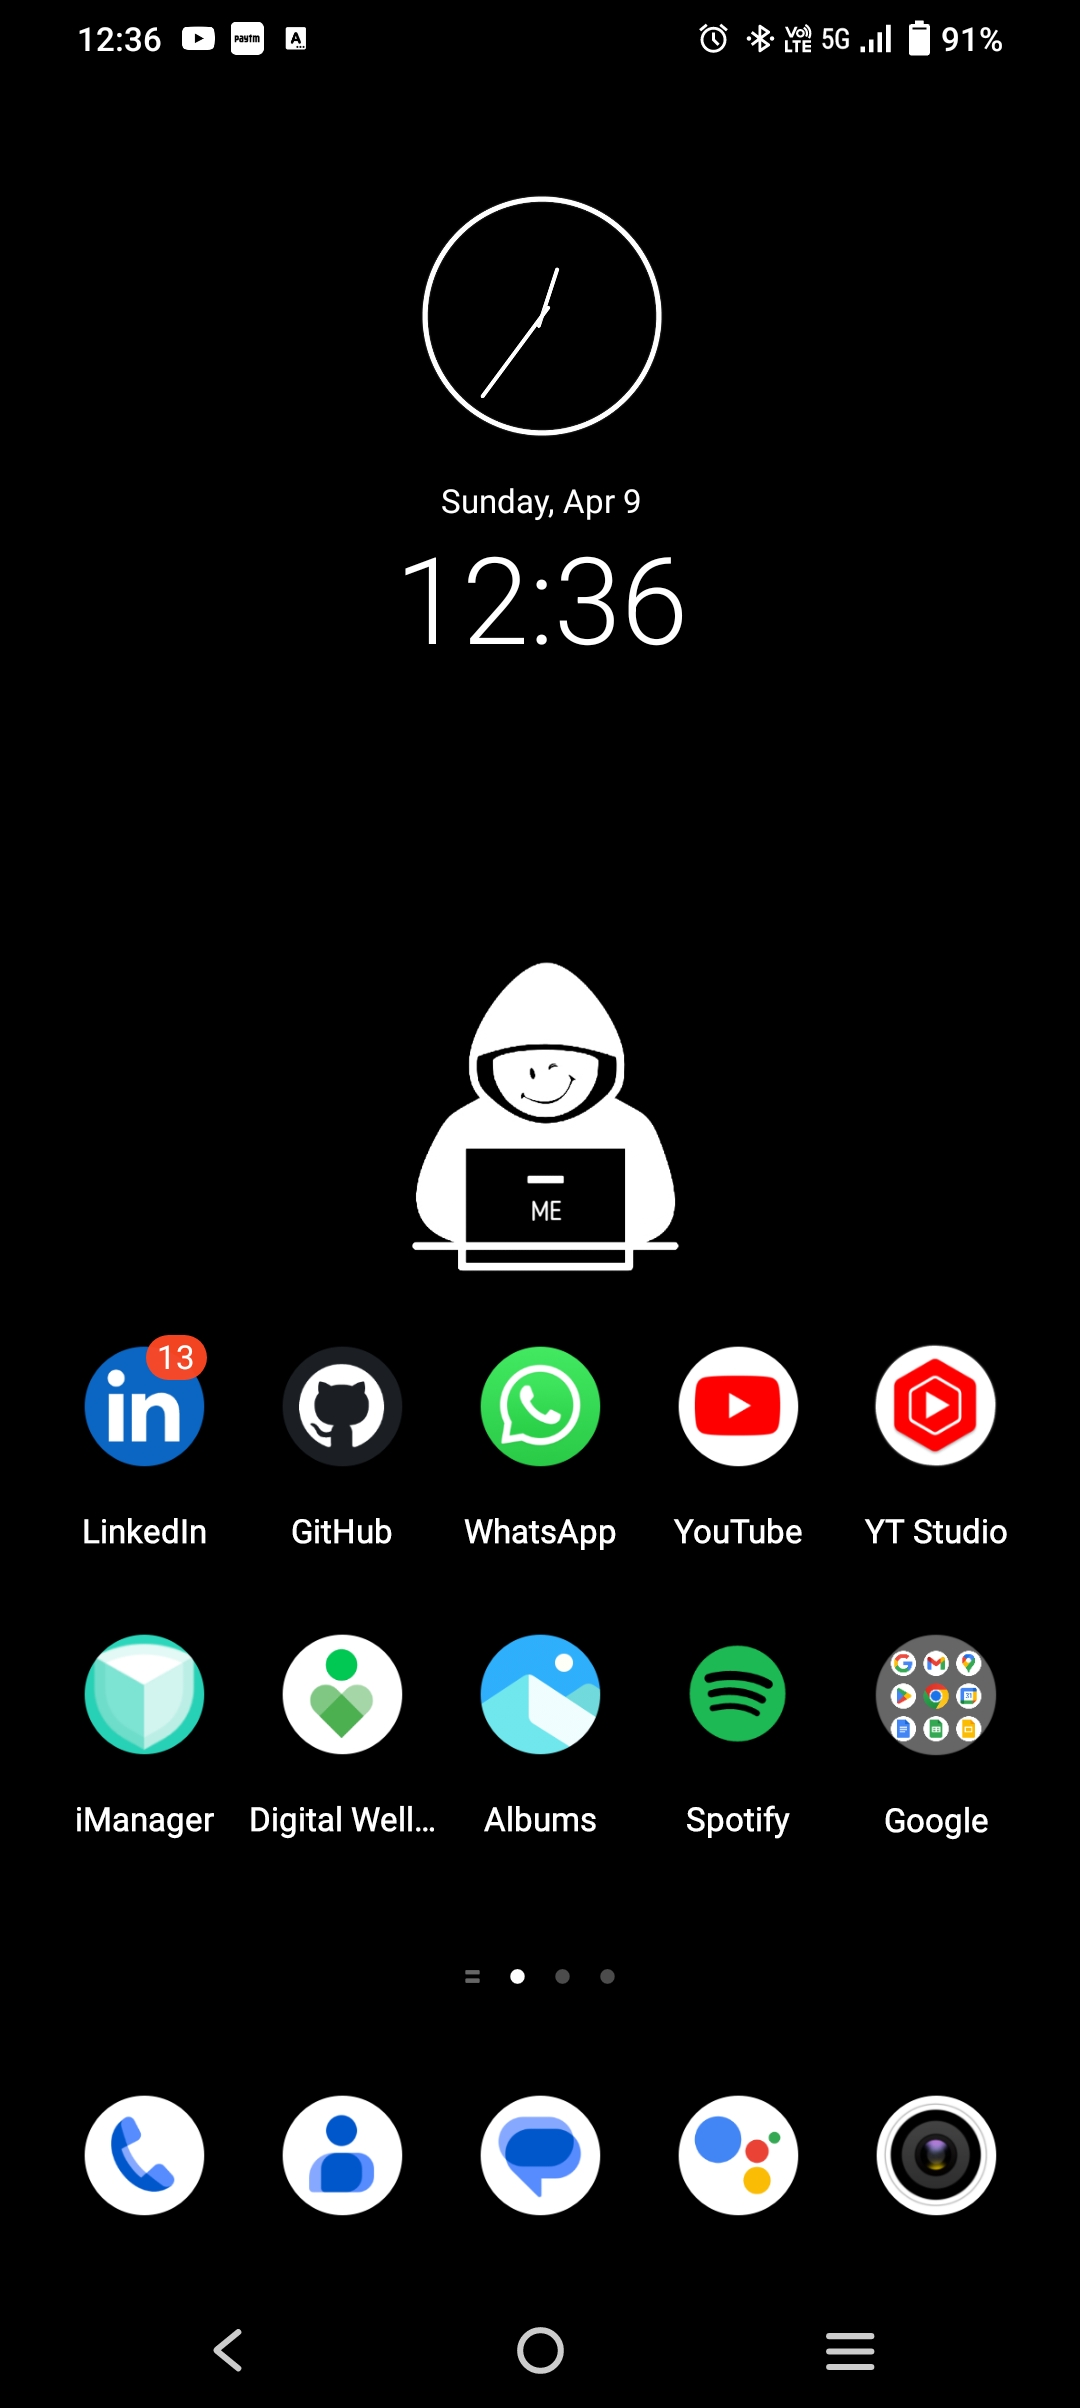 12:36 paytm A Vo)) LTE 5G 91%
Sunday, Apr 9
12:36
ME
13
in
LinkedIn GitHub WhatsApp YouTube YT Studio
iManager Digital Well... Albums Spotify Google